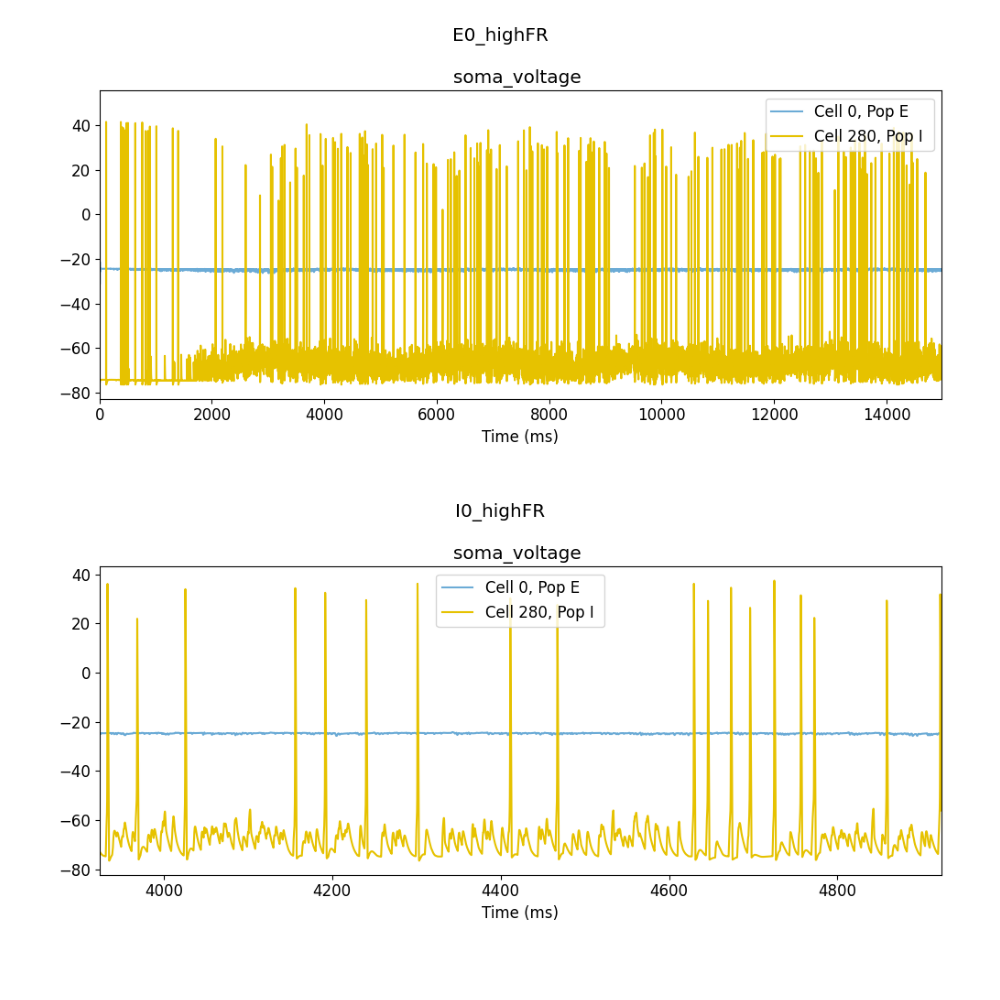 E0_highFR
soma_voltage
Cell 0, Pop E
Cell 280, Pop I
40
20
0
−20
−40
−60
−80
0 2000 4000 6000 8000 10000 12000 14000
Time (ms)
I0_highFR
soma_voltage
Cell 0, Pop E
Cell 280, Pop I
40
20
0
−20
−40
−60
−80
4000 4200 4400 4600 4800
Time (ms)